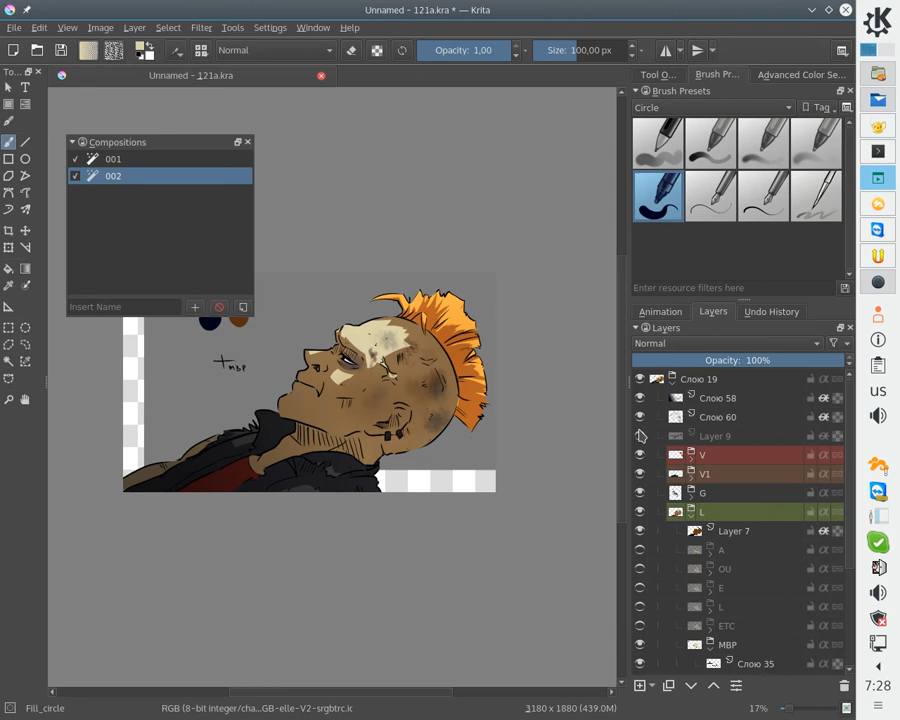 Unnamed - 121a.kra * — Krita
File Edit View Image Layer Select Filter Tools Settings Window Help
Normal Opacity: 1,00 Size: 100,00 px
To... Unnamed - 121a.kra Tool O... Brush Pr... Advanced Color Se...
Brush Presets
Circle Tag
Compositions
001
002
Insert Name
Enter resource filters here
Animation Layers Undo History
Layers
Normal
Opacity: 100%
Слою 19
Слою 58
Слою 60
Layer 9
V
V1
G
L
Layer 7
A
OU
E
L
ETC
MBP
Слою 35
MBP
US
7:28
Fill_circle RGB (8-bit integer/cha...GB-elle-V2-srgbtrc.ic 3180 x 1880 (439.0M) 17%